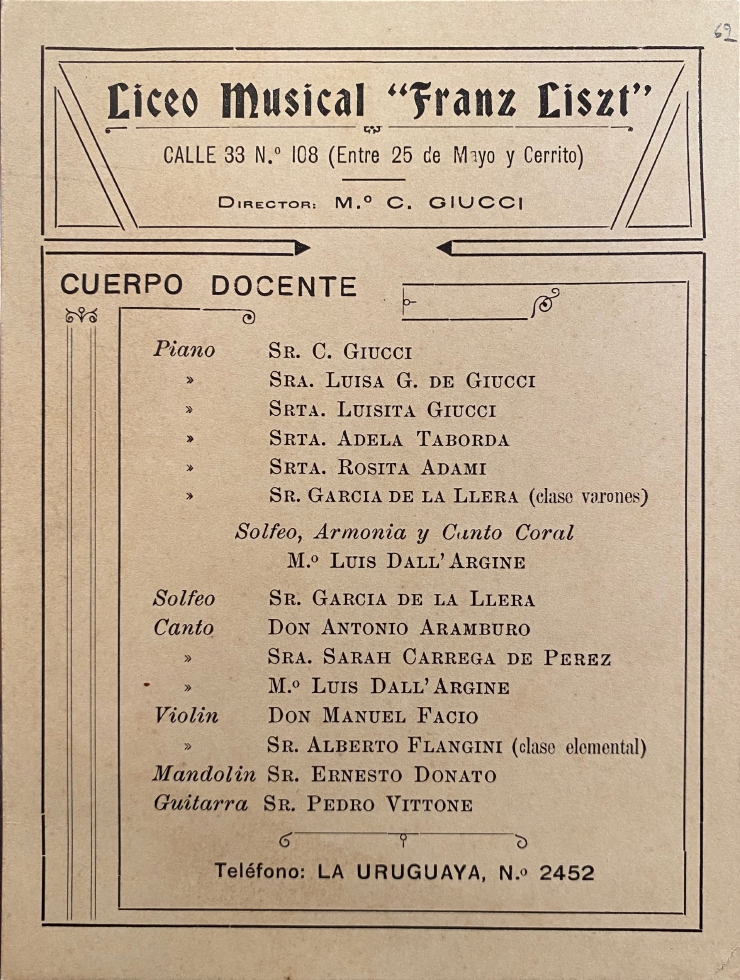 62
Liceo Musical “Franz Liszt”
CALLE 33 N.º 108 (Entre 25 de Mayo y Cerrito)
DIRECTOR: M.º C. GIUCCI
CUERPO DOCENTE
Piano SR. C. GIUCCI
» SRA. LUISA G. DE GIUCCI
» SRTA. LUISITA GIUCCI
» SRTA. ADELA TABORDA
» SRTA. ROSITA ADAMI
» SR. GARCIA DE LA LLERA (clase varones)
Solfeo, Armonia y Canto Coral
M.º LUIS DALL' ARGINE
Solfeo SR. GARCIA DE LA LLERA
Canto DON ANTONIO ARAMBURO
» SRA. SARAH CARREGA DE PEREZ
» M.º LUIS DALL' ARGINE
Violin DON MANUEL FACIO
» SR. ALBERTO FLANGINI (clase elemental)
Mandolin SR. ERNESTO DONATO
Guitarra SR. PEDRO VITTONE
Teléfono: LA URUGUAYA, N.º 2452